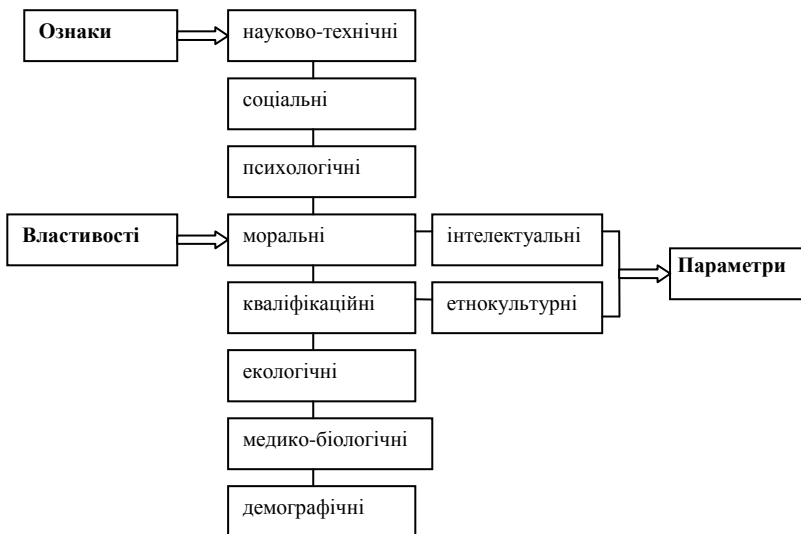 Ознаки
науково-технічні
соціальні
психологічні
Властивості
моральні
інтелектуальні
Параметри
кваліфікаційні
етнокультурні
екологічні
медико-біологічні
демографічні